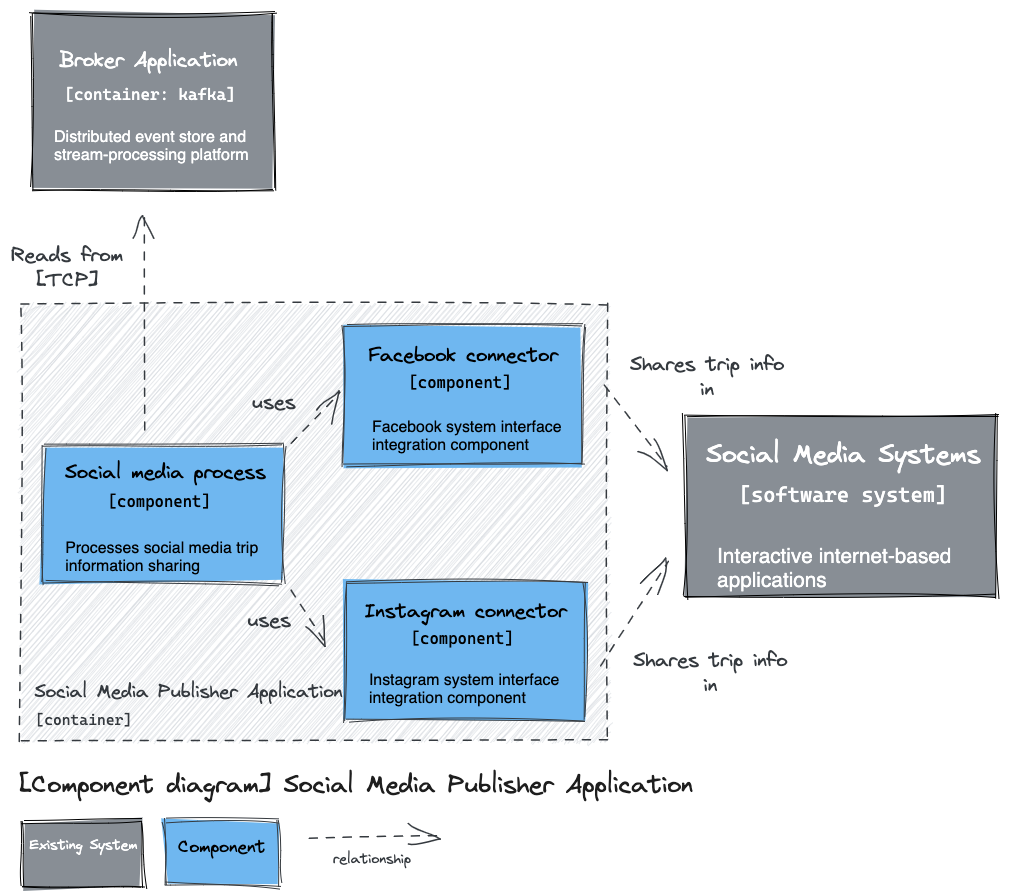 Broker Application
[container: kafka]
Distributed event store and
stream-processing platform
Reads from
[TCP]
Facebook connector
[component]
Facebook system interface
integration component
uses
Shares trip info
in
Social media process
[component]
Processes social media trip
information sharing
Social Media Systems
[software system]
Interactive internet-based
applications
uses
Instagram connector
[component]
Instagram system interface
integration component
Shares trip info
in
Social Media Publisher Application
[container]
[Component diagram] Social Media Publisher Application
Existing System
Component
relationship